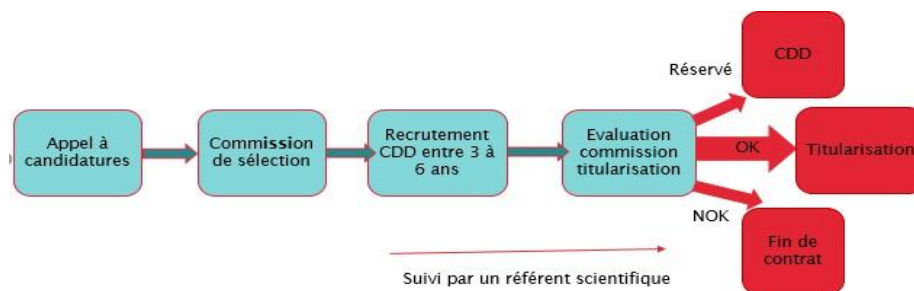 Appel à
candidatures
Commission
de sélection
Recrutement
CDD entre 3 à
6 ans
Evaluation
commission
titularisation
Réservé
CDD
OK
Titularisation
NOK
Fin de
contrat
Suivi par un référent scientifique